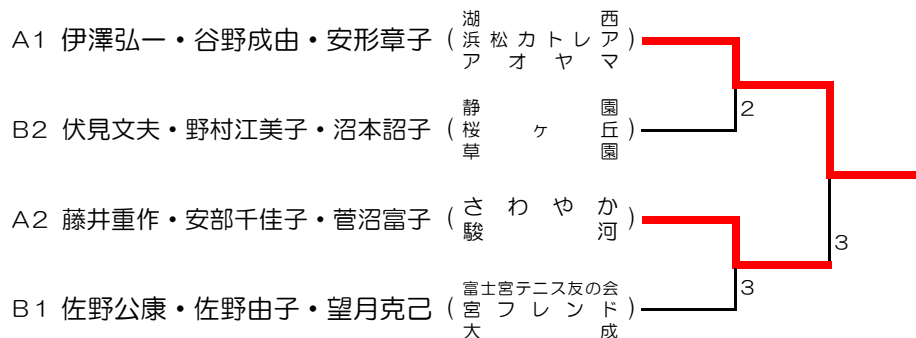 A1 伊澤弘一・谷野成由・安形章子 (湖西 浜松カトレア アオヤマ)
2
B2 伏見文夫・野村江美子・沼本詔子 (静園 桜ヶ丘 草園)
A2 藤井重作・安部千佳子・菅沼富子 (さわやか 駿河)
3
3
B1 佐野公康・佐野由子・望月克己 (富士宮テニス友の会 宮フレンド 大成)